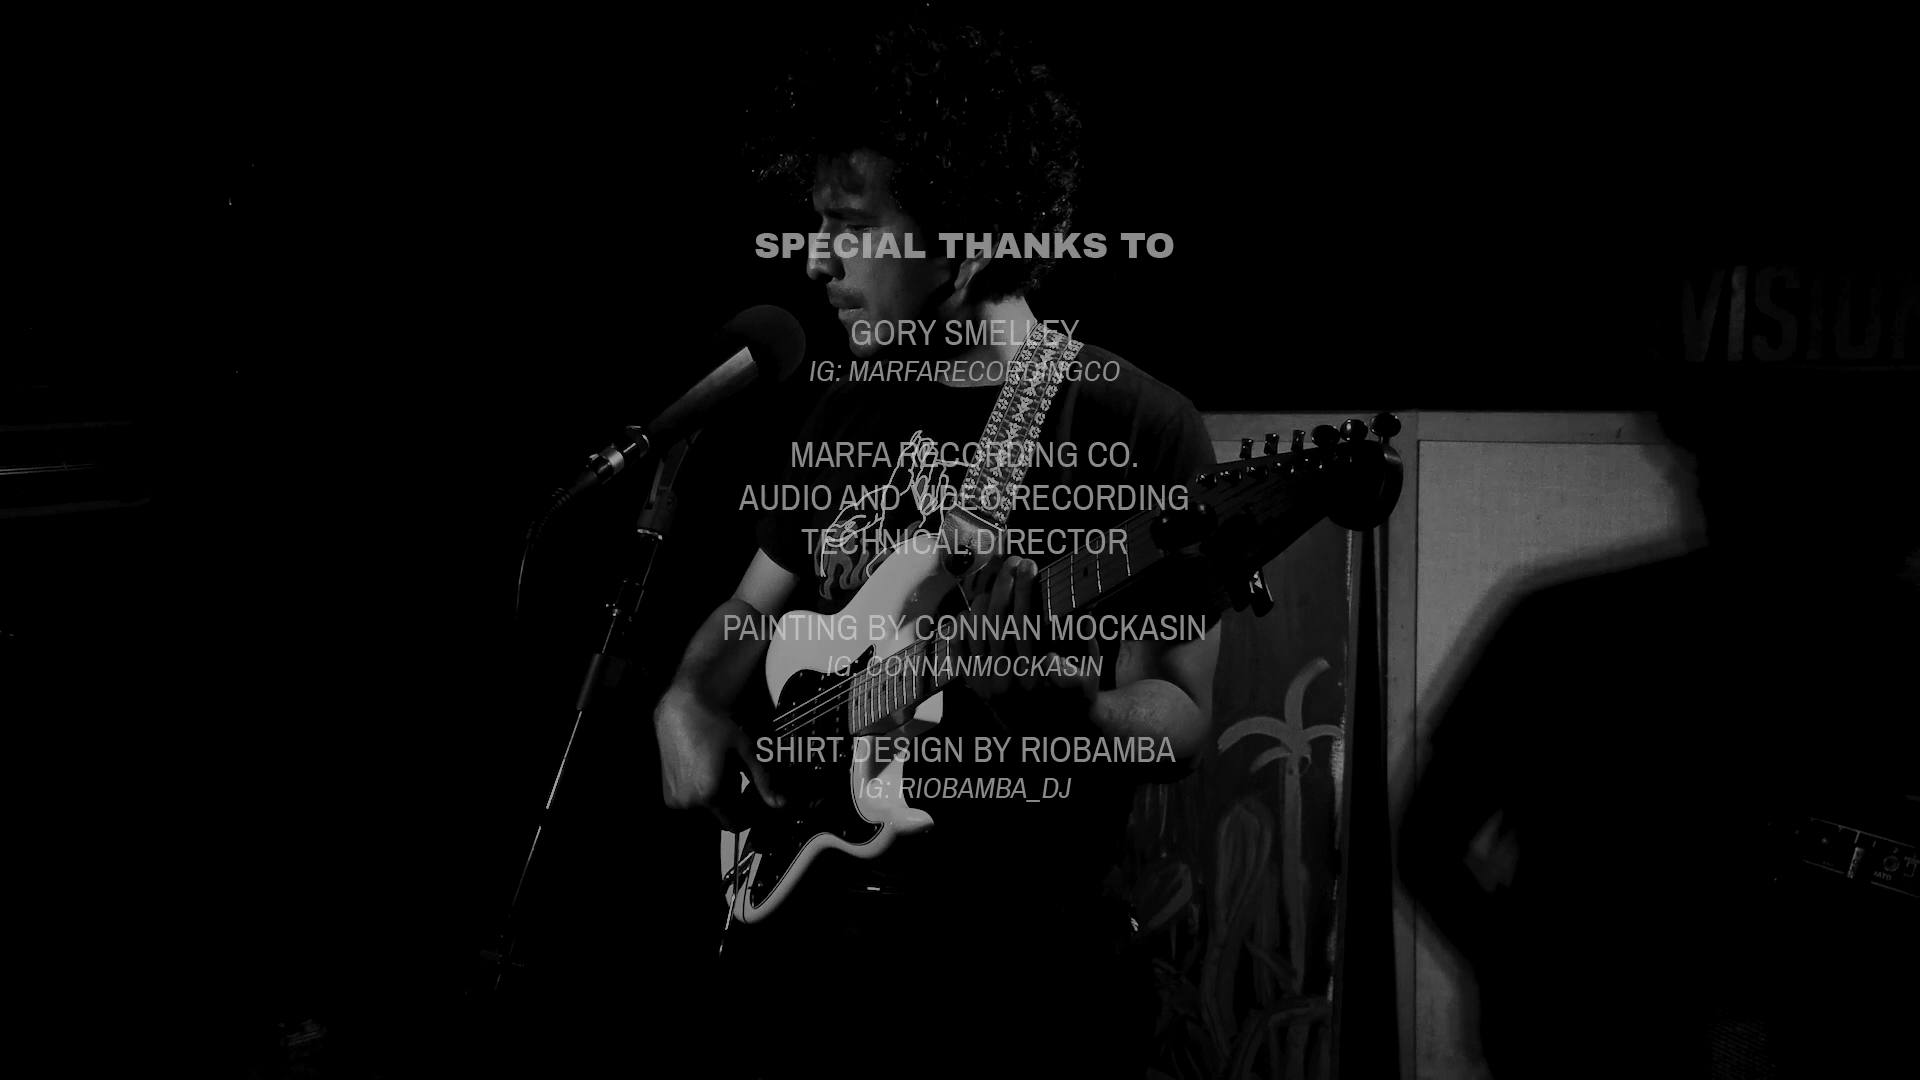 SPECIAL THANKS TO
GORY SMELLEY
IG: MARFARECORDINGCO
MARFA RECORDING CO.
AUDIO AND VIDEO RECORDING
TECHNICAL DIRECTOR
PAINTING BY CONNAN MOCKASIN
IG: CONNANMOCKASIN
SHIRT DESIGN BY RIOBAMBA
IG: RIOBAMBA_DJ